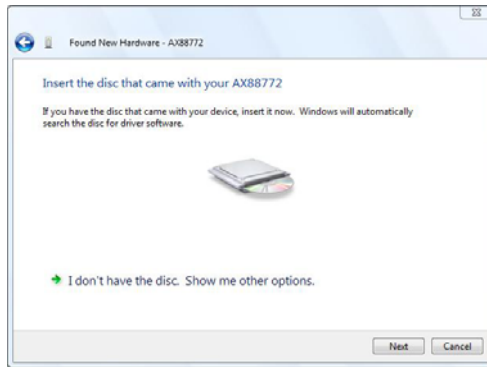 Found New Hardware - AX88772
Insert the disc that came with your AX88772
If you have the disc that came with your device, insert it now.  Windows will automatically
search the disc for driver software.
I don't have the disc.  Show me other options.
Next
Cancel